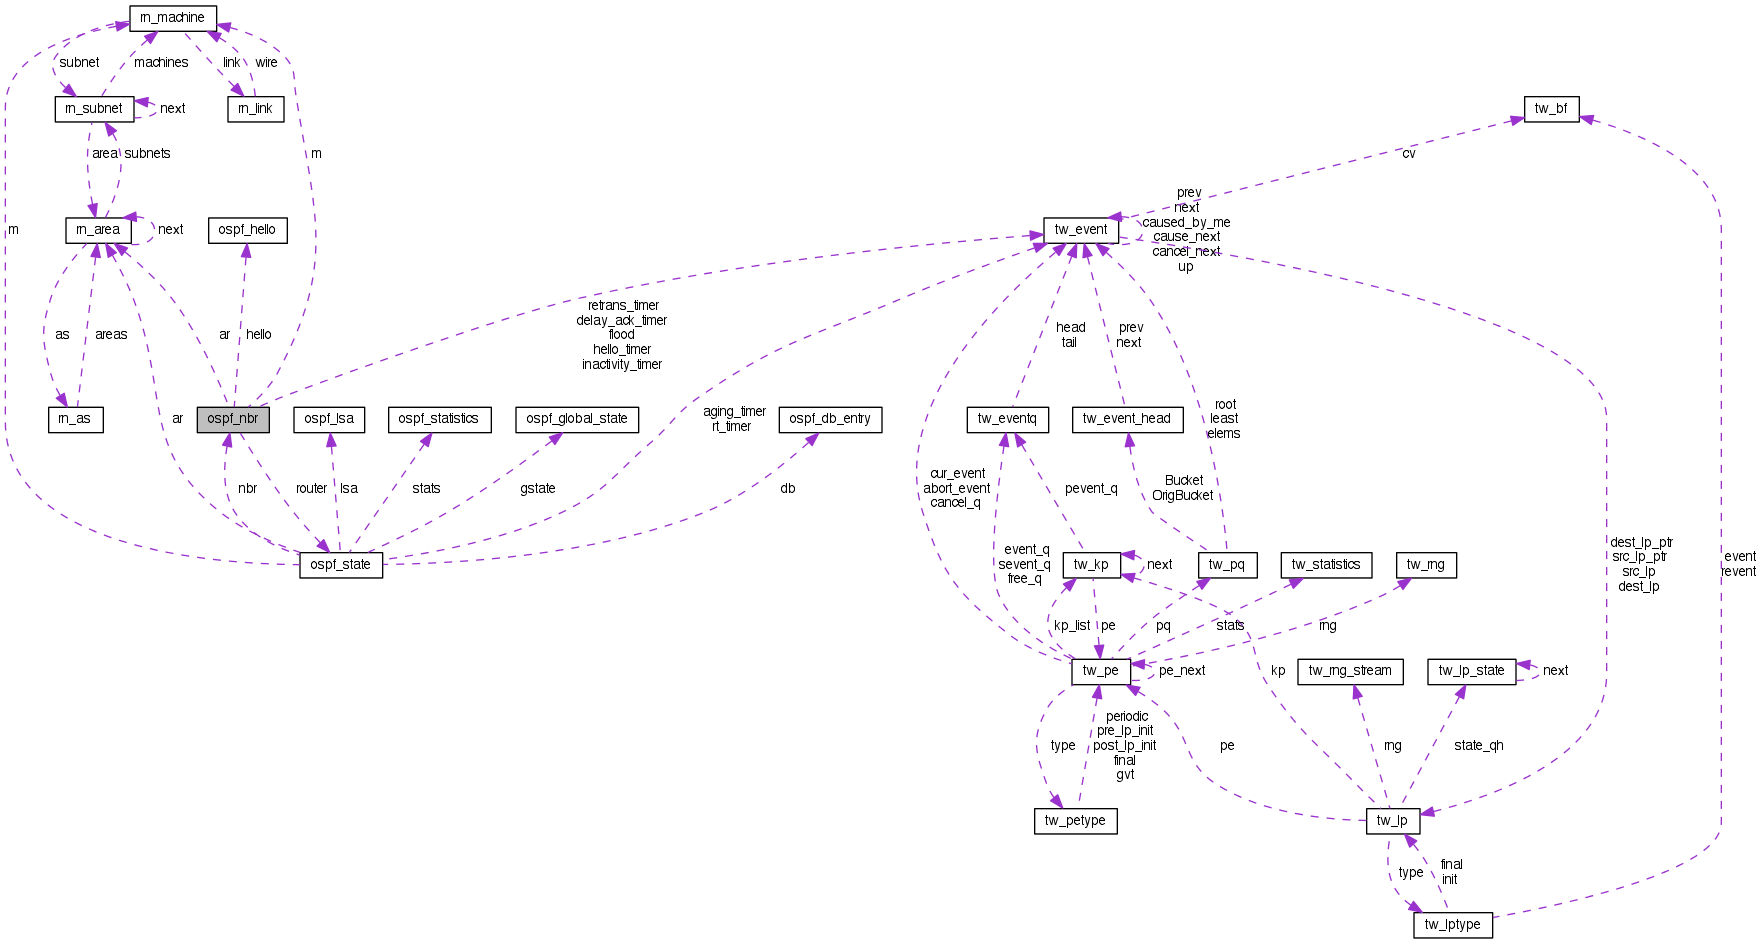 rn_machine
subnet
machines
link
wire
rn_subnet
next
rn_link
tw_bf
area
subnets
m
cv
prev
next
caused_by_me
cause_next
cancel_next
up
m
rn_area
next
ospf_hello
tw_event
as
areas
ar
hello
retrans_timer
delay_ack_timer
flood
hello_timer
inactivity_timer
head
tail
prev
next
rn_as
ar
ospf_nbr
ospf_lsa
ospf_statistics
ospf_global_state
aging_timer
rt_timer
ospf_db_entry
tw_eventq
tw_event_head
root
least
elems
nbr
router
lsa
stats
gstate
db
cur_event
abort_event
cancel_q
pevent_q
Bucket
OrigBucket
ospf_state
event_q
sevent_q
free_q
tw_kp
next
tw_pq
tw_statistics
tw_rng
dest_lp_ptr
src_lp_ptr
src_lp
dest_lp
event
revent
kp_list
pe
pq
stats
rng
tw_pe
pe_next
kp
tw_rng_stream
tw_lp_state
next
type
periodic
pre_lp_init
post_lp_init
final
gvt
pe
rng
state_qh
tw_petype
tw_lp
type
final
init
tw_lptype